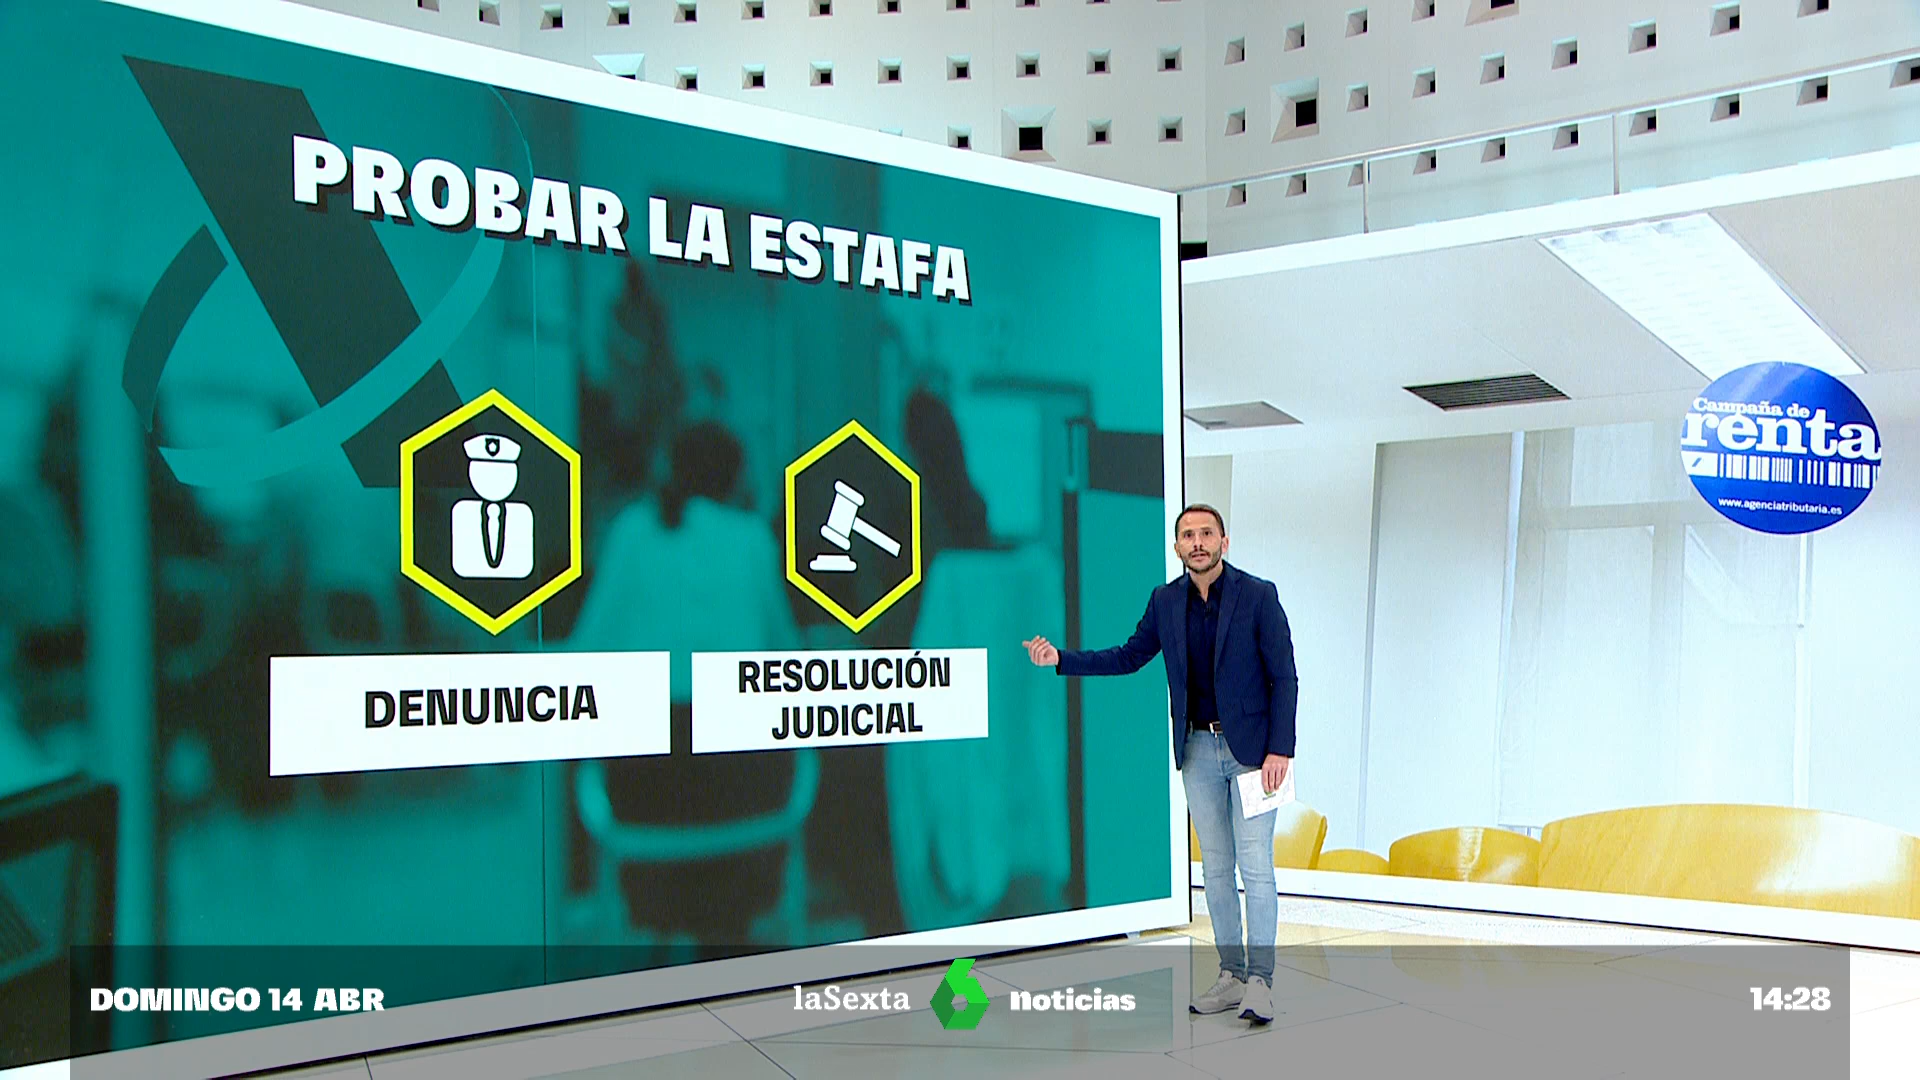 PROBAR LA ESTAFA
DENUNCIA
RESOLUCIÓN
JUDICIAL
Campaña de
renta
www.agenciatributaria.es
DOMINGO 14 ABR
laSexta noticias
14:28